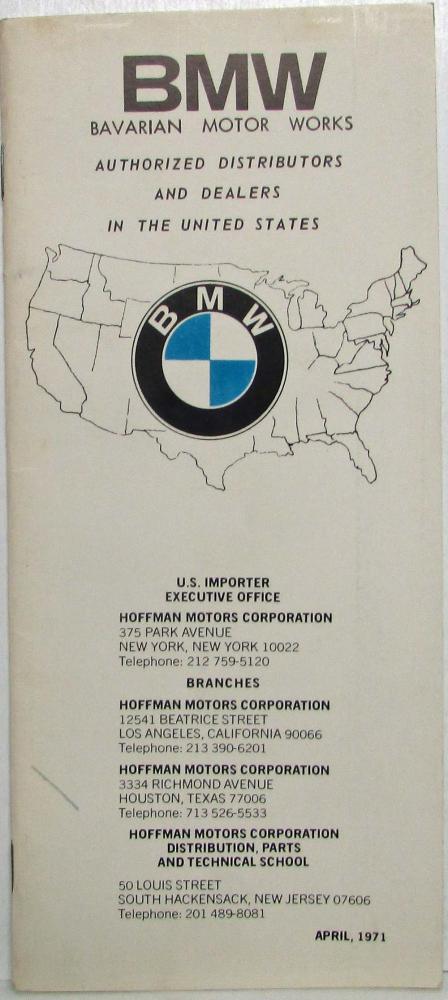 BMW
BAVARIAN MOTOR WORKS
AUTHORIZED DISTRIBUTORS
AND DEALERS
IN THE UNITED STATES
BMW
U.S. IMPORTER
EXECUTIVE OFFICE
HOFFMAN MOTORS CORPORATION
375 PARK AVENUE
NEW YORK, NEW YORK 10022
Telephone: 212 759-5120
BRANCHES
HOFFMAN MOTORS CORPORATION
12541 BEATRICE STREET
LOS ANGELES, CALIFORNIA 90066
Telephone: 213 390-6201
HOFFMAN MOTORS CORPORATION
3334 RICHMOND AVENUE
HOUSTON, TEXAS 77006
Telephone: 713 526-5533
HOFFMAN MOTORS CORPORATION
DISTRIBUTION, PARTS
AND TECHNICAL SCHOOL
50 LOUIS STREET
SOUTH HACKENSACK, NEW JERSEY 07606
Telephone: 201 489-8081
APRIL, 1971